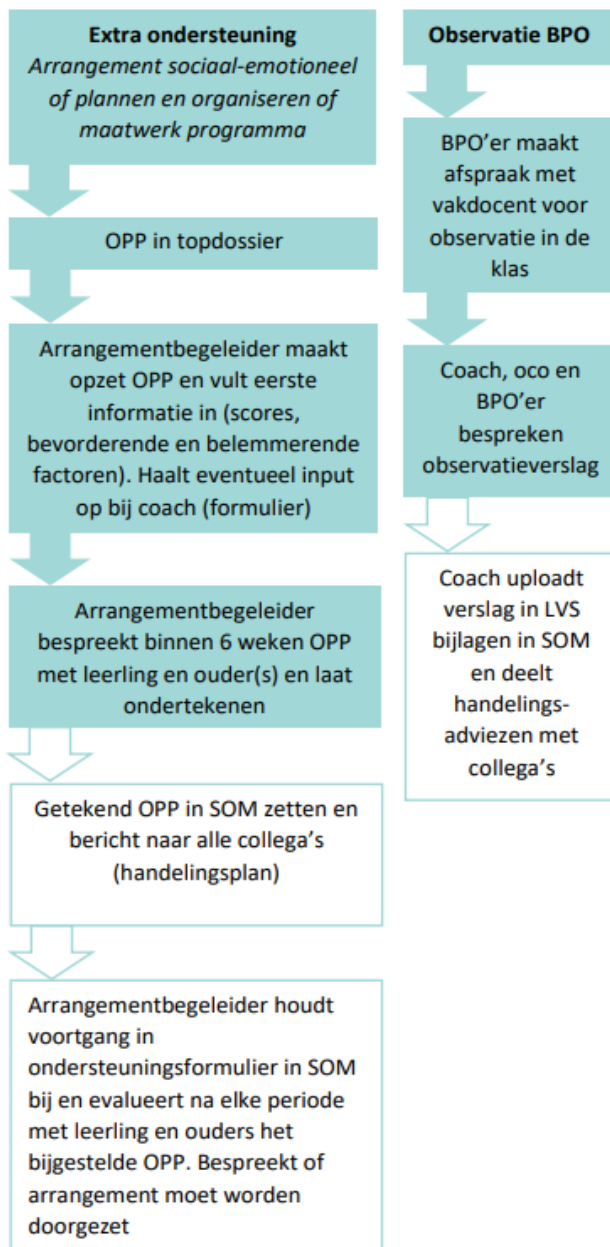 Extra ondersteuning
Arrangement sociaal-emotioneel
of plannen en organiseren of
maatwerk programma
OPP in topdossier
Arrangementbegeleider maakt
opzet OPP en vult eerste
informatie in (scores,
bevorderende en belemmerende
factoren). Haalt eventueel input
op bij coach (formulier)
Arrangementbegeleider
bespreekt binnen 6 weken OPP
met leerling en ouder(s) en laat
ondertekenen
Getekend OPP in SOM zetten en
bericht naar alle collega's
(handelingsplan)
Arrangementbegeleider houdt
voortgang in
ondersteuningsformulier in SOM
bij en evalueert na elke periode
met leerling en ouders het
bijgestelde OPP. Bespreekt of
arrangement moet worden
doorgezet
Observatie BPO
BPO'er maakt
afspraak met
vakdocent voor
observatie in de
klas
Coach, oco en
BPO'er
bespreken
observatieverslag
Coach uploadt
verslag in LVS
bijlagen in SOM
en deelt
handelings-
adviezen met
collega's